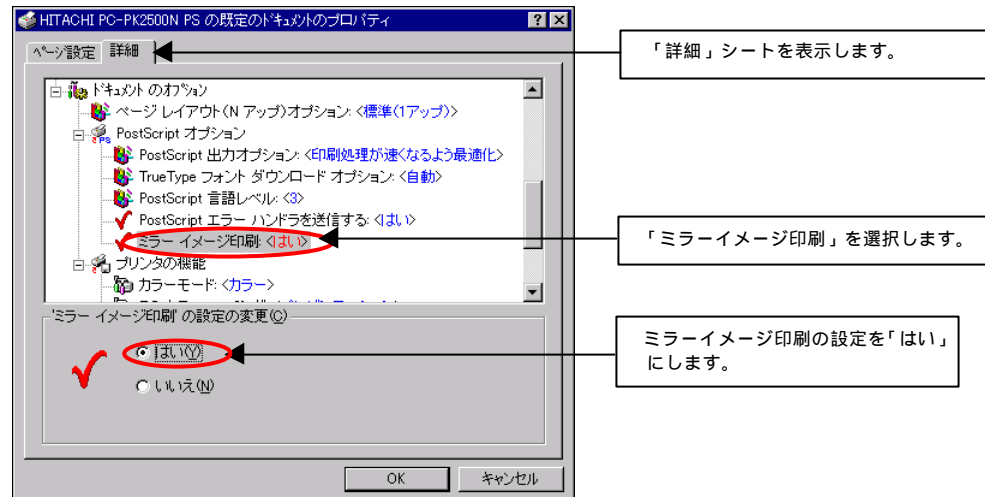 HITACHI PC-PK2500N PS の既定のドキュメントのプロパティ
ページ設定 詳細
「詳細」シートを表示します。
ドキュメント のオプション
ページ レイアウト(N アップ)オプション: <標準(1アップ)>
PostScript オプション
PostScript 出力オプション: <印刷処理が速くなるよう最適化>
TrueType フォント ダウンロード オプション: <自動>
PostScript 言語レベル: <3>
PostScript エラー ハンドラを送信する: <はい>
ミラー イメージ印刷: <はい>
「ミラーイメージ印刷」を選択します。
プリンタの機能
カラーモード: <カラー>
'ミラー イメージ印刷' の設定の変更(C)
はい(Y)
ミラーイメージ印刷の設定を「はい」
にします。
いいえ(N)
OK キャンセル